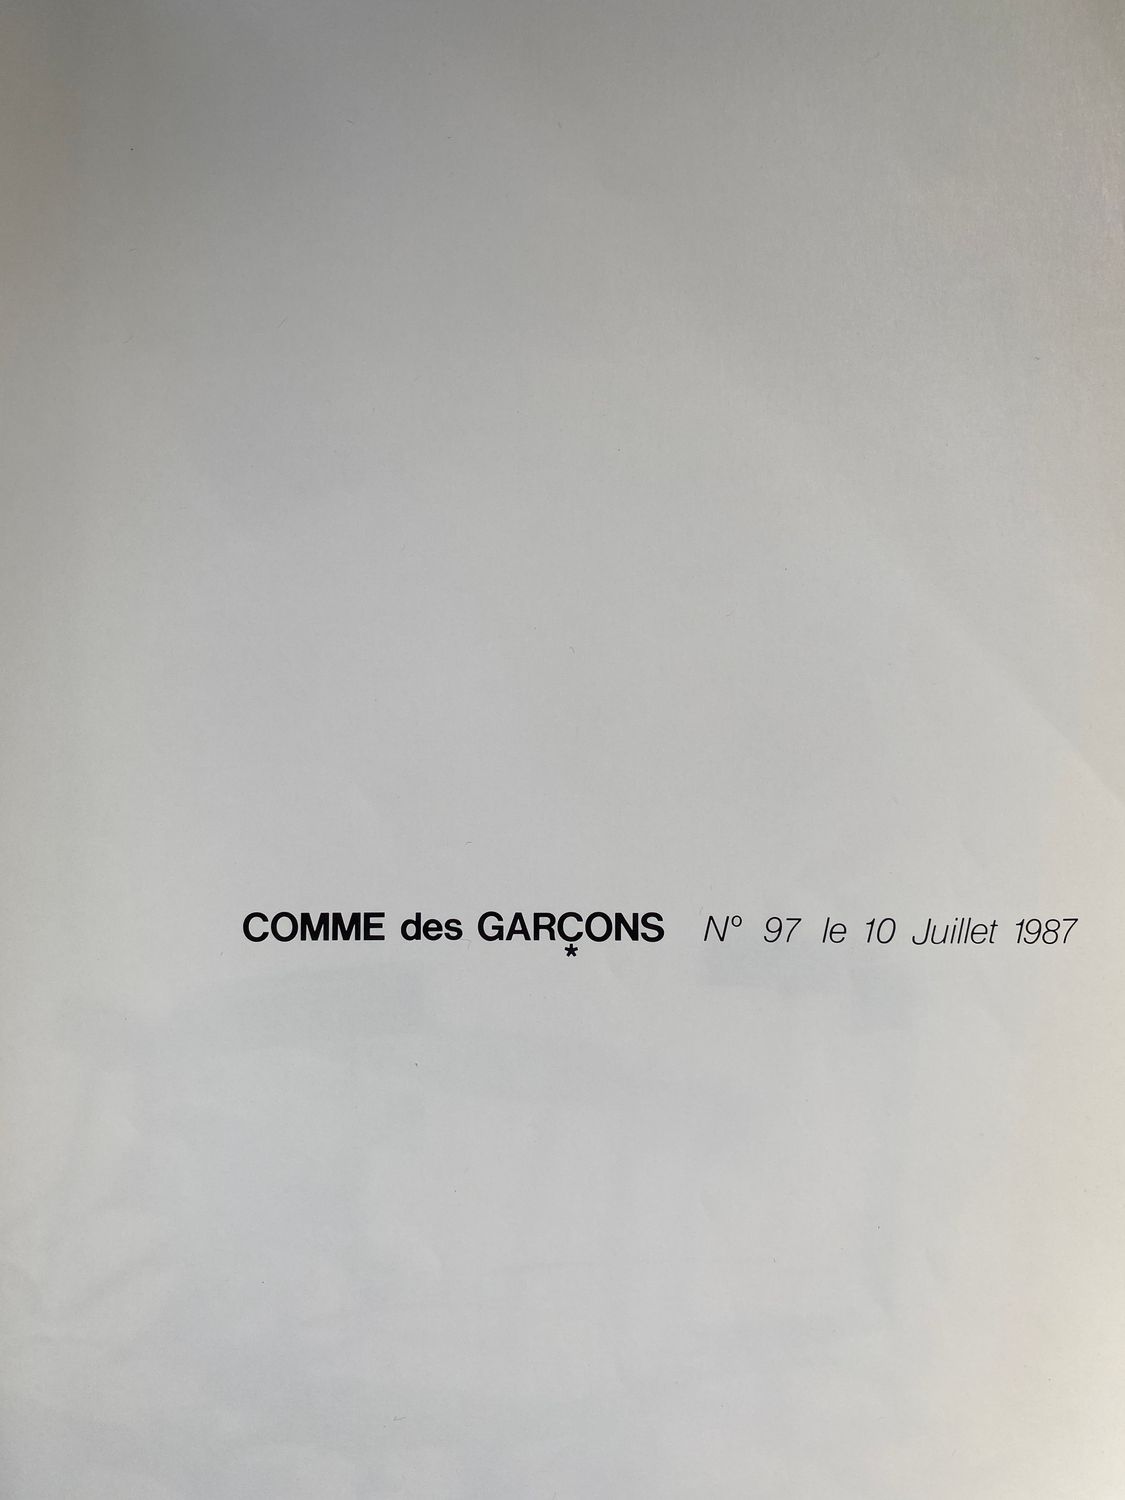 COMME des GARÇONS N° 97 le 10 Juillet 1987
*